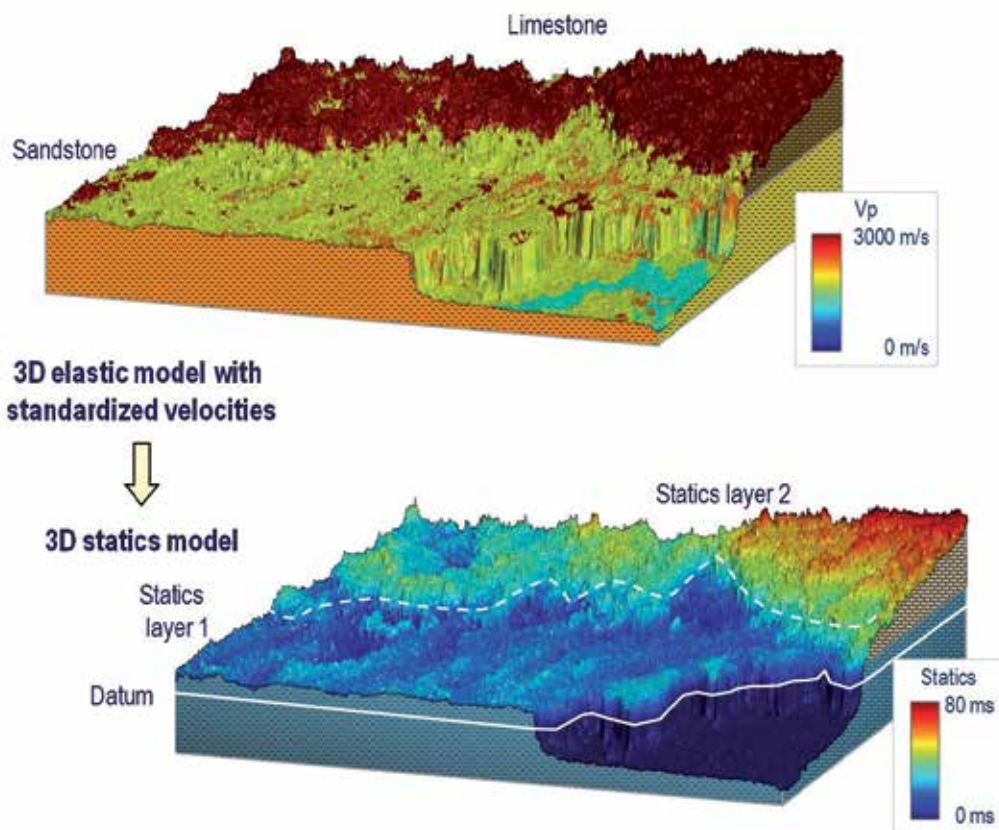 Limestone
Sandstone
Vp
3000 m/s
0 m/s
3D elastic model with
standardized velocities
3D statics model
Statics layer 2
Statics
layer 1
Datum
Statics
80 ms
0 ms